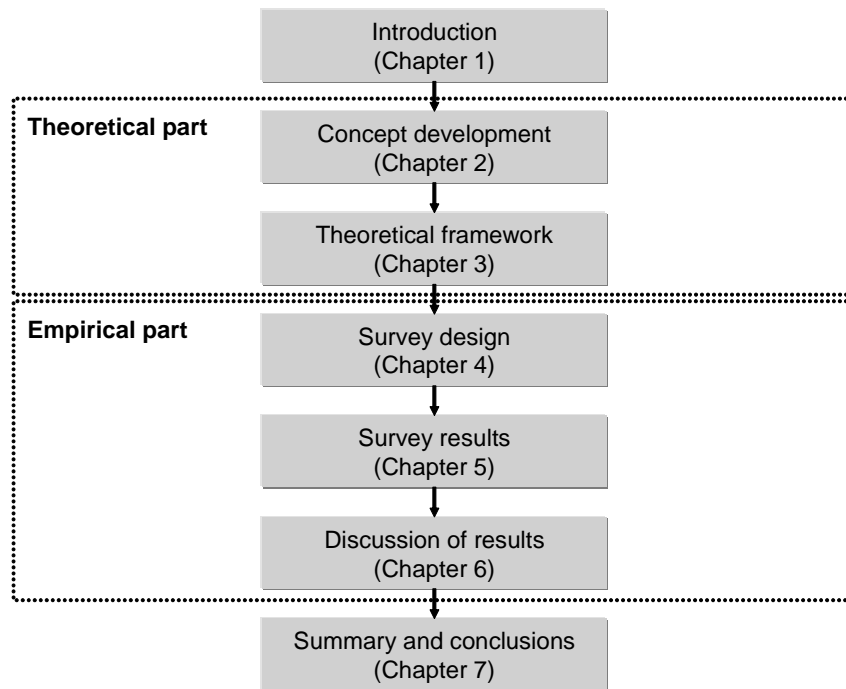 Introduction
(Chapter 1)
Theoretical part
Concept development
(Chapter 2)
Theoretical framework
(Chapter 3)
Empirical part
Survey design
(Chapter 4)
Survey results
(Chapter 5)
Discussion of results
(Chapter 6)
Summary and conclusions
(Chapter 7)